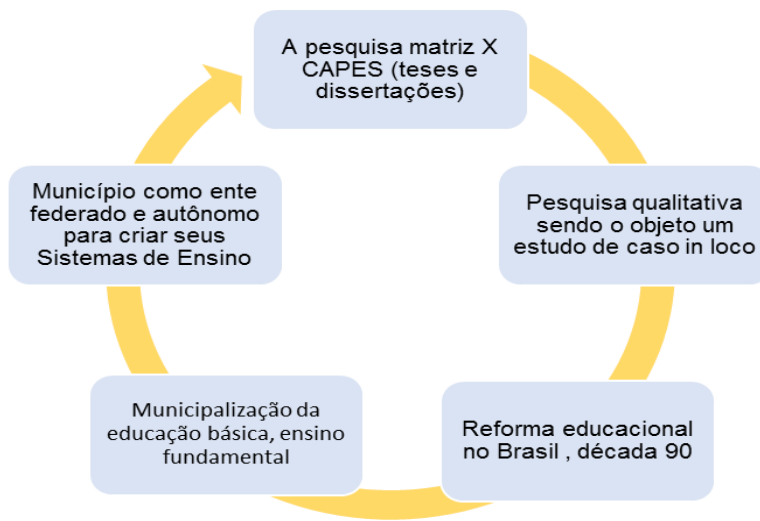 A pesquisa matriz X
CAPES (teses e
dissertações)
Pesquisa qualitativa
sendo o objeto um
estudo de caso in loco
Reforma educacional
no Brasil , década 90
Municipalização da
educação básica, ensino
fundamental
Município como ente
federado e autônomo
para criar seus
Sistemas de Ensino